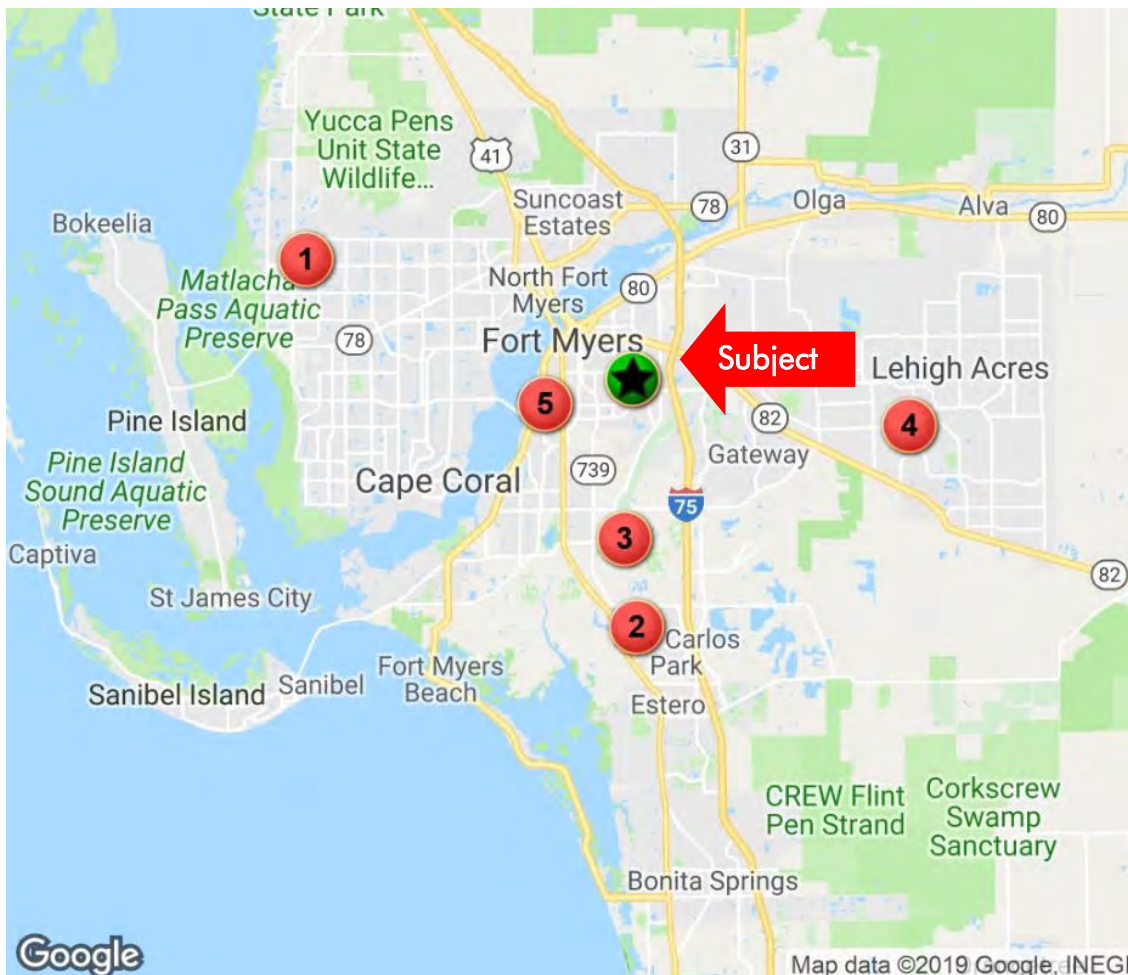 State Park
Yucca Pens
Unit State
Wildlife...
41
31
Suncoast
Estates
78
Olga
Alva
80
Bokeelia
1
Matlacha
Pass Aquatic
Preserve
North Fort
Myers
80
78
Fort Myers
Subject
Lehigh Acres
5
82
4
Pine Island
Gateway
Pine Island
Sound Aquatic
Preserve
Cape Coral
739
75
3
Captiva
82
St James City
2
Carlos
Park
Fort Myers
Beach
Sanibel Island
Sanibel
Estero
CREW Flint
Pen Strand
Corkscrew
Swamp
Sanctuary
Bonita Springs
Google
Map data ©2019 Google, INEGI